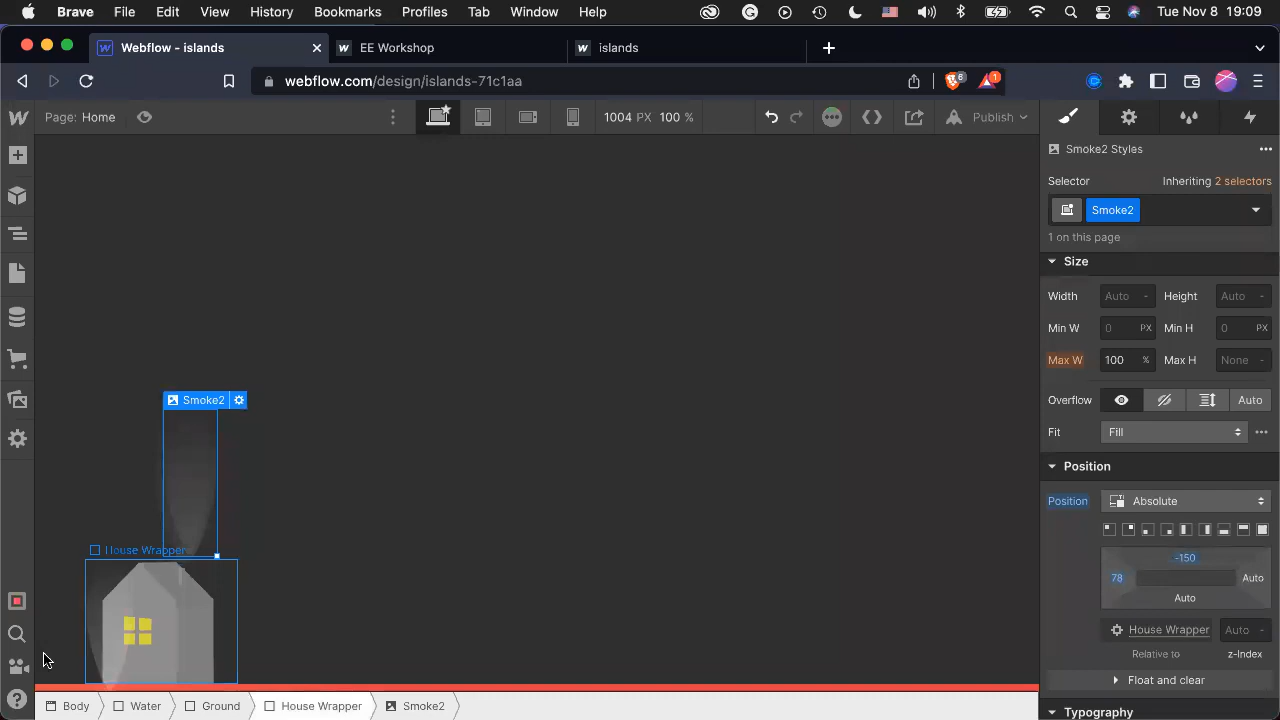 Brave File Edit View History Bookmarks Profiles Tab Window Help Tue Nov 8 19:09
Webflow - islands EE Workshop islands
webflow.com/design/islands-71c1aa 6 1
Page: Home 1004 PX 100 % Publish
Smoke2 Styles
Selector Inheriting 2 selectors
Smoke2
1 on this page
Size
Width Auto - Height Auto -
Min W 0 PX Min H 0 PX
Max W 100 % Max H None -
Overflow Auto
Fit Fill
Position
Position Absolute
-150
78 Auto
Auto
House Wrapper Auto -
Relative to z-Index
Float and clear
Typography
Smoke2
House Wrapper
Body Water Ground House Wrapper Smoke2